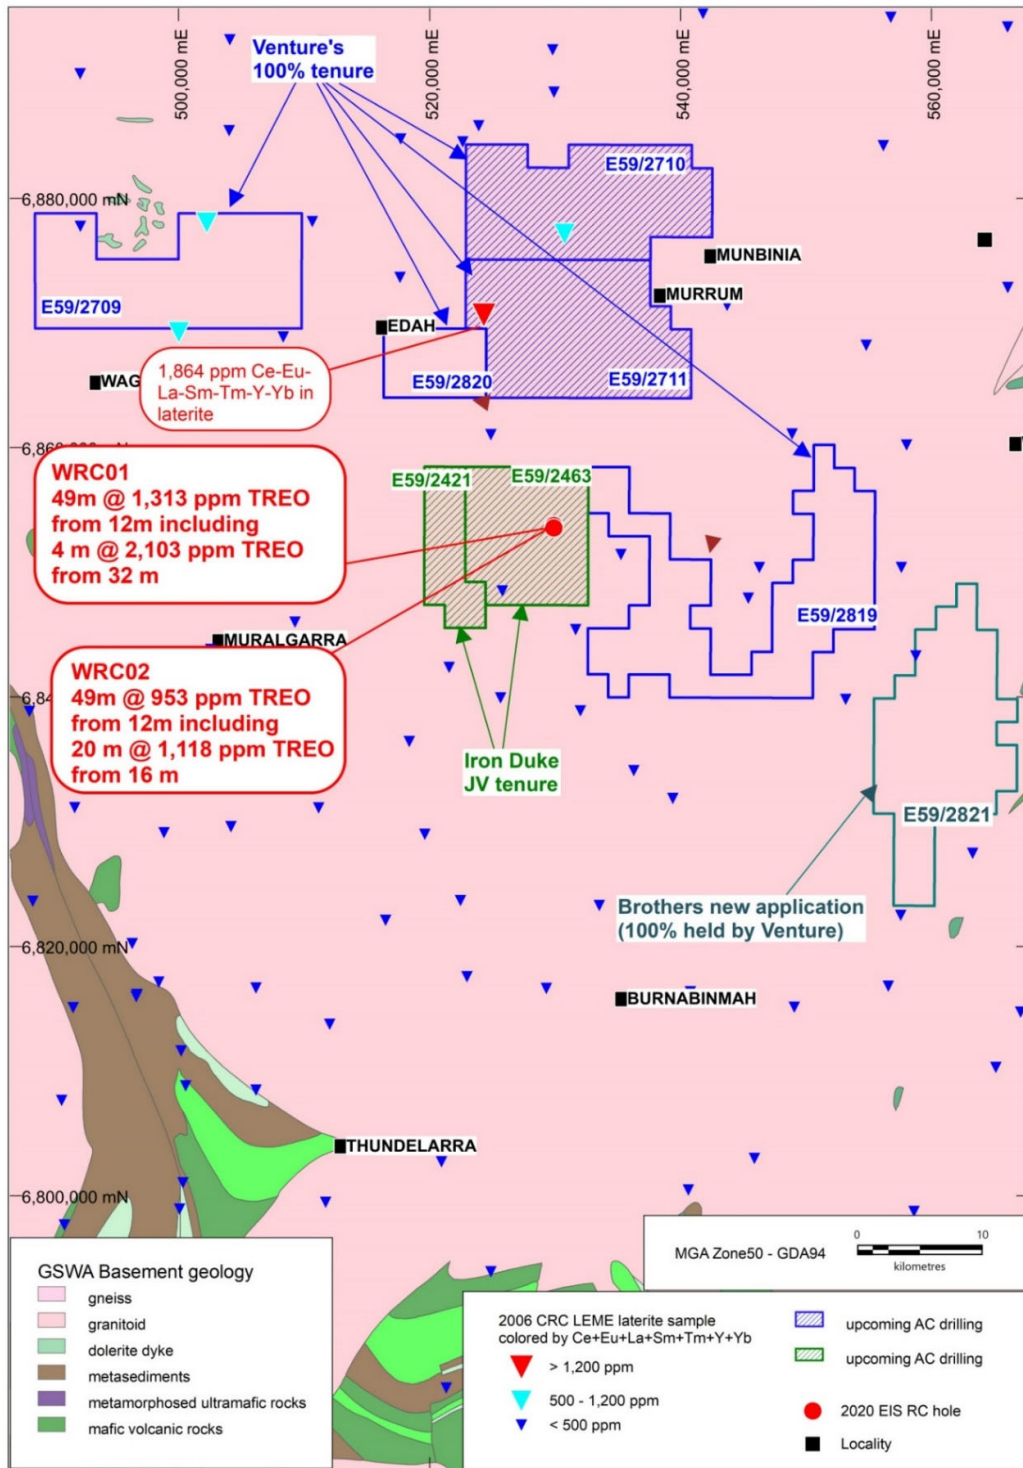 500,000 mE
520,000 mE
540,000 mE
560,000 mE
Venture's
100% tenure
E59/2710
6,880,000 mN
MUNBINIA
MURRUM
E59/2709
EDAH
WAG
E59/2820
E59/2711
1,864 ppm Ce-Eu-
La-Sm-Tm-Y-Yb in
laterite
6,860,000 mN
WRC01
49m @ 1,313 ppm TREO
from 12m including
4 m @ 2,103 ppm TREO
from 32 m
E59/2421
E59/2463
E59/2819
MURALGARRA
WRC02
49m @ 953 ppm TREO
from 12m including
20 m @ 1,118 ppm TREO
from 16 m
6,84
Iron Duke
JV tenure
E59/2821
Brothers new application
(100% held by Venture)
6,820,000 mN
BURNABINMAH
THUNDELARRA
6,800,000 mN
MGA Zone50 - GDA94
0 10
kilometres
GSWA Basement geology
gneiss
granitoid
dolerite dyke
metasediments
metamorphosed ultramafic rocks
mafic volcanic rocks
2006 CRC LEME laterite sample
colored by Ce+Eu+La+Sm+Tm+Y+Yb
> 1,200 ppm
500 - 1,200 ppm
< 500 ppm
upcoming AC drilling
upcoming AC drilling
2020 EIS RC hole
Locality